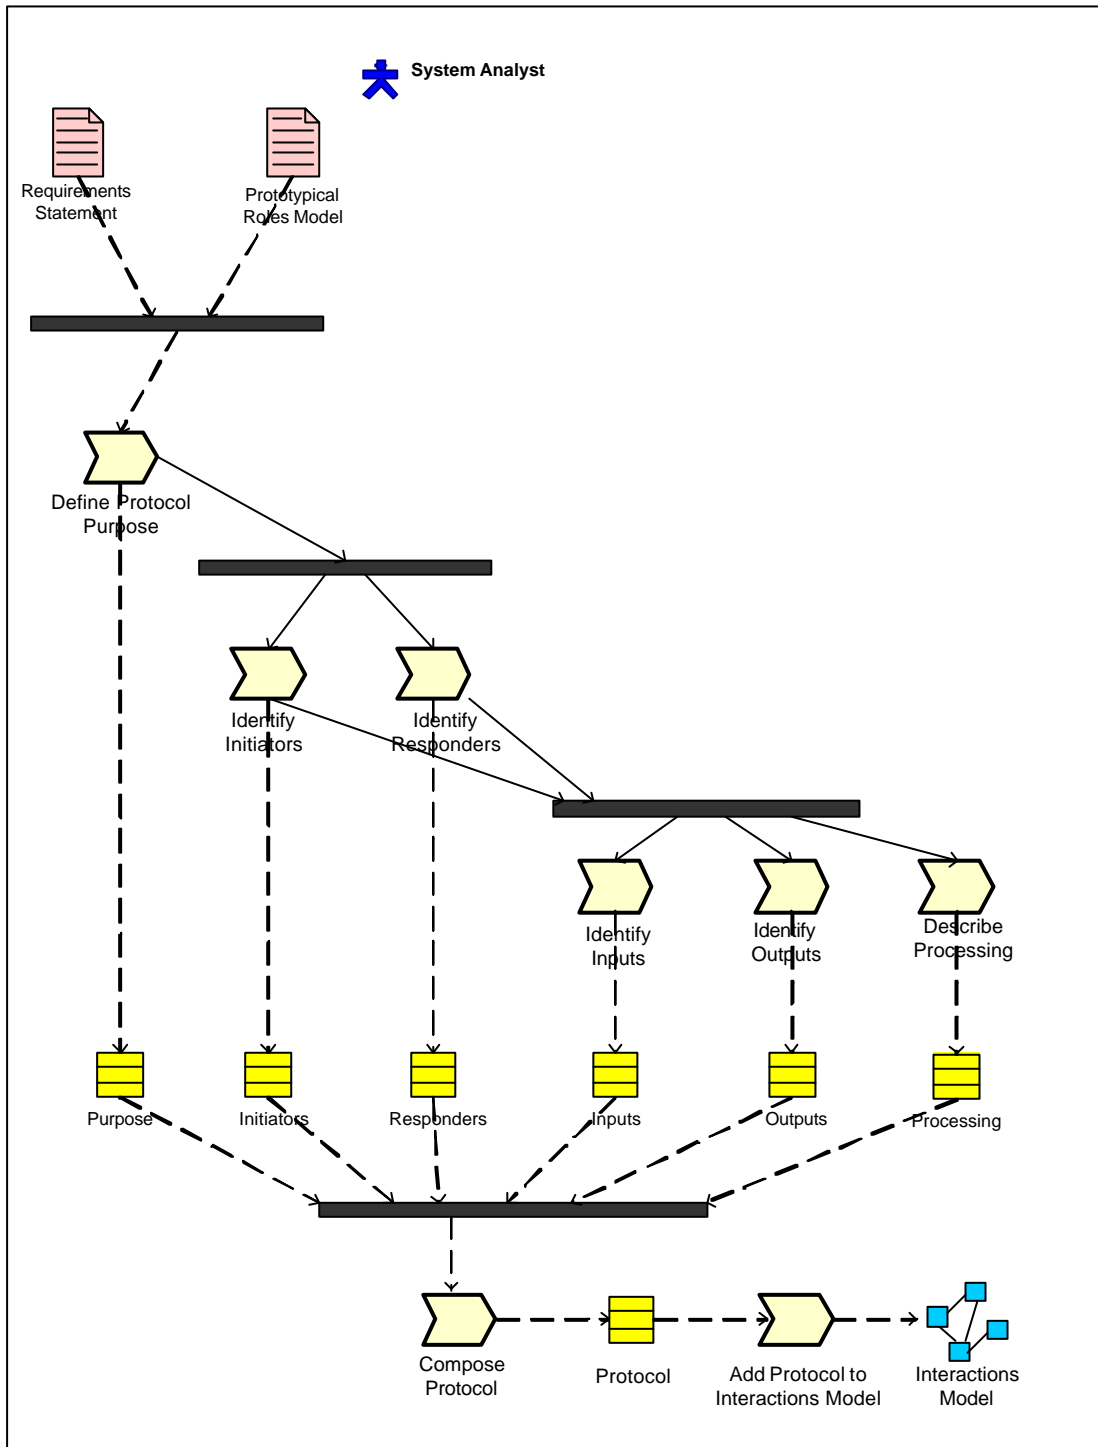 System Analyst
Requirements
Statement
Prototypical
Roles Model
Define Protocol
Purpose
Identify
Initiators
Identify
Responders
Identify
Inputs
Identify
Outputs
Describe
Processing
Purpose
Initiators
Responders
Inputs
Outputs
Processing
Compose
Protocol
Protocol
Add Protocol to
Interactions Model
Interactions
Model